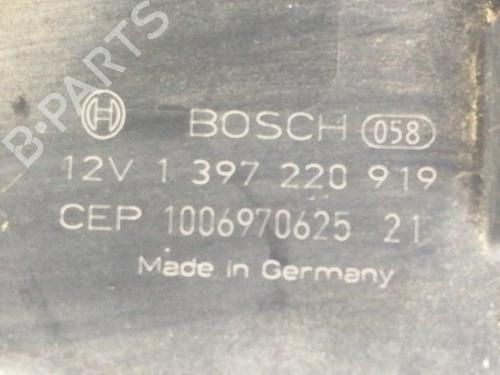 B-PARTS
BOSCH 058
12V 1 397 220 919
CEP 1006970625 21
Made in Germany